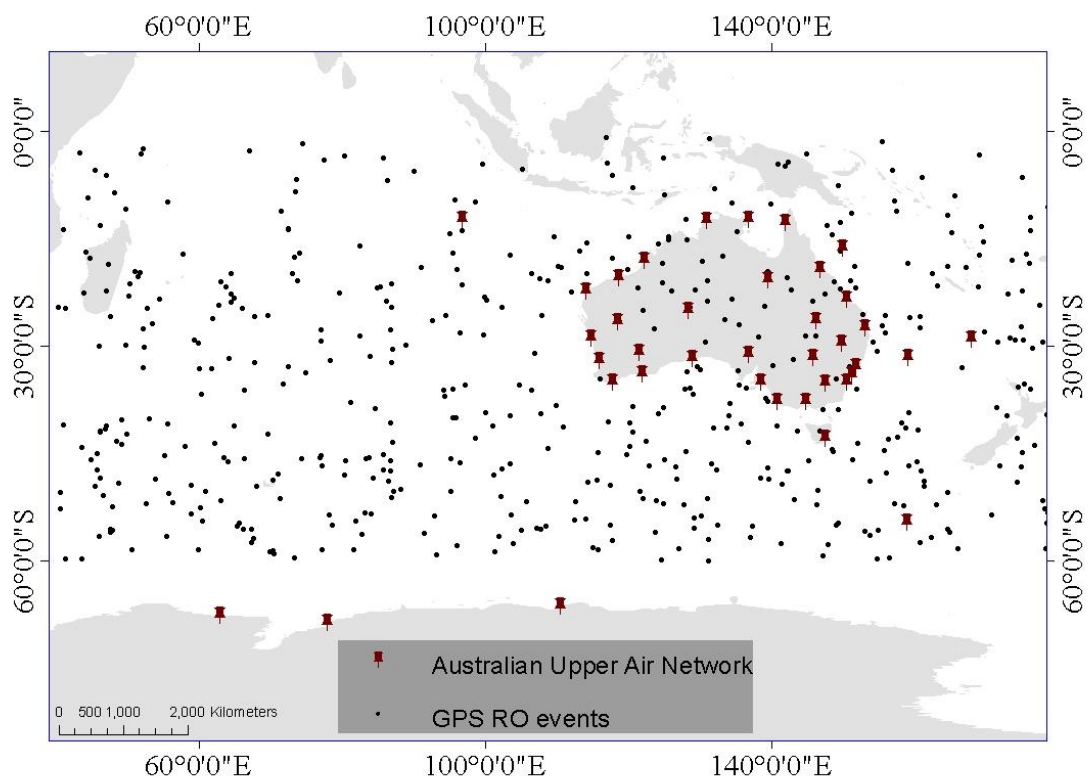 60°0'0"E 100°0'0"E 140°0'0"E
0°0'0" 0°0'0"
30°0'0"S 30°0'0"S
60°0'0"S 60°0'0"S
Australian Upper Air Network
GPS RO events
0 500 1,000 2,000 Kilometers
60°0'0"E 100°0'0"E 140°0'0"E